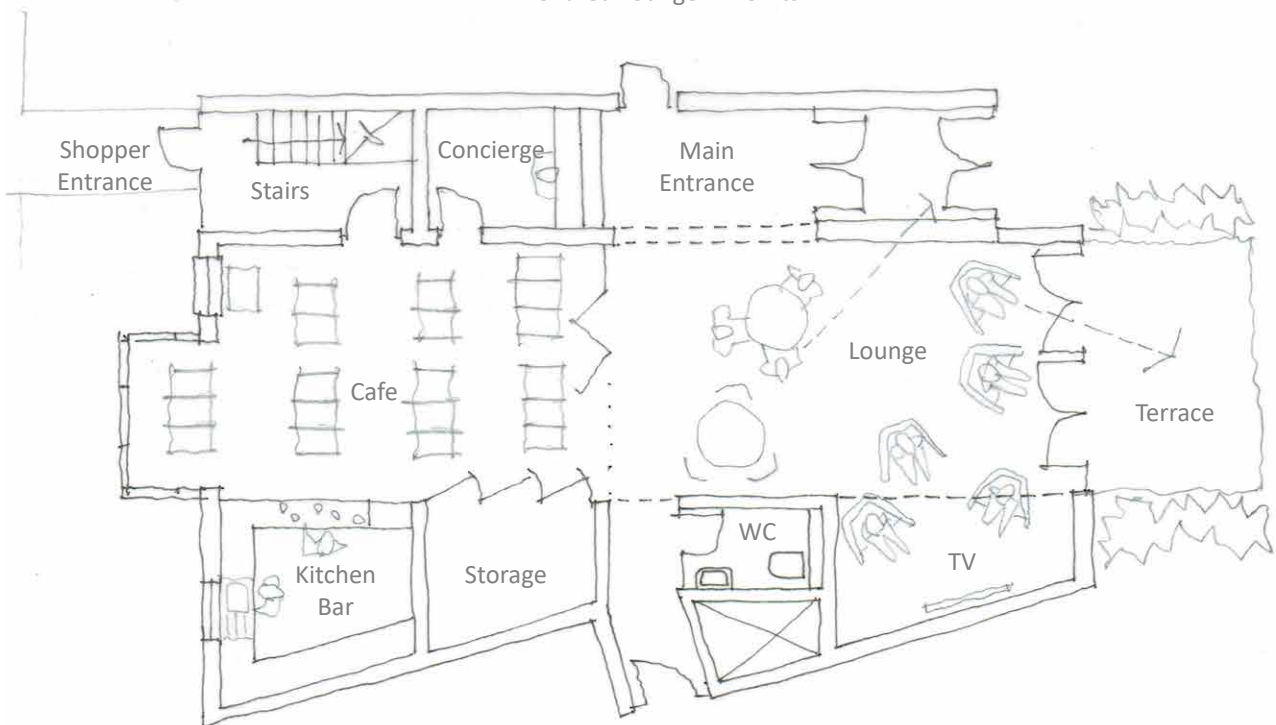 Shopper
Entrance
Stairs
Concierge
Main
Entrance
Cafe
Lounge
Terrace
Kitchen
Bar
Storage
WC
TV